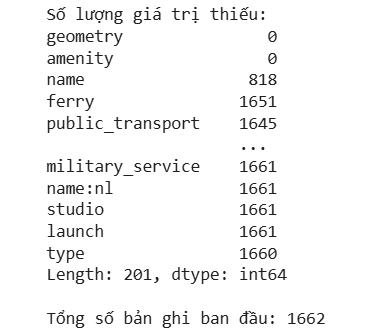 Số lượng giá trị thiếu:
geometry 0
amenity 0
name 818
ferry 1651
public_transport 1645
...
military_service 1661
name:nl 1661
studio 1661
launch 1661
type 1660
Length: 201, dtype: int64
Tổng số bản ghi ban đầu: 1662